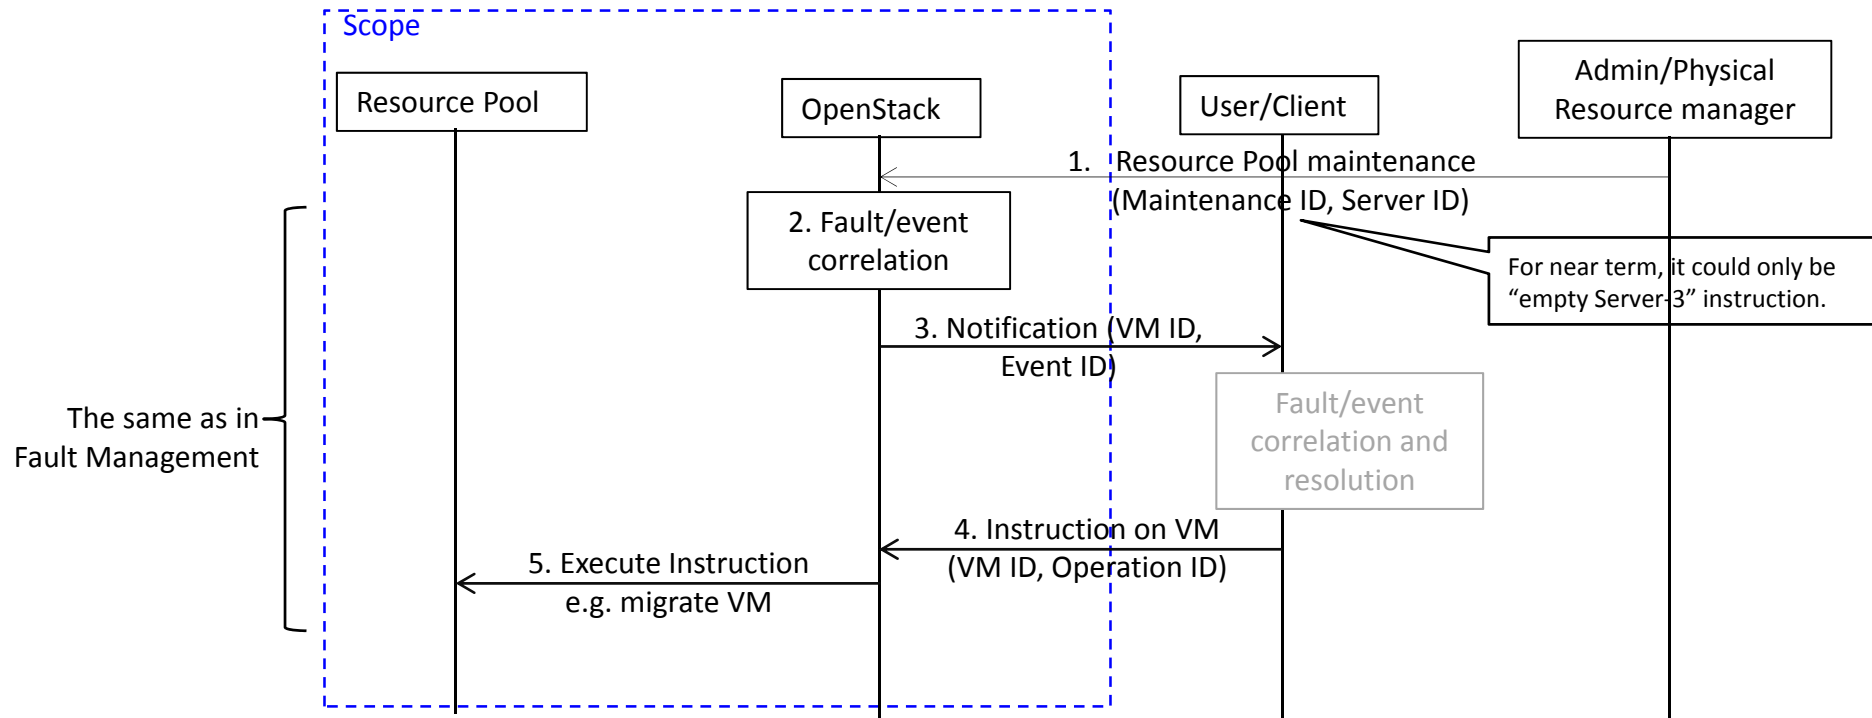 Scope
Resource Pool
OpenStack
User/Client
Admin/Physical
Resource manager
1. Resource Pool maintenance
(Maintenance ID, Server ID)
2. Fault/event
correlation
For near term, it could only be
“empty Server-3” instruction.
3. Notification (VM ID,
Event ID)
The same as in
Fault Management
Fault/event
correlation and
resolution
4. Instruction on VM
(VM ID, Operation ID)
5. Execute Instruction
e.g. migrate VM